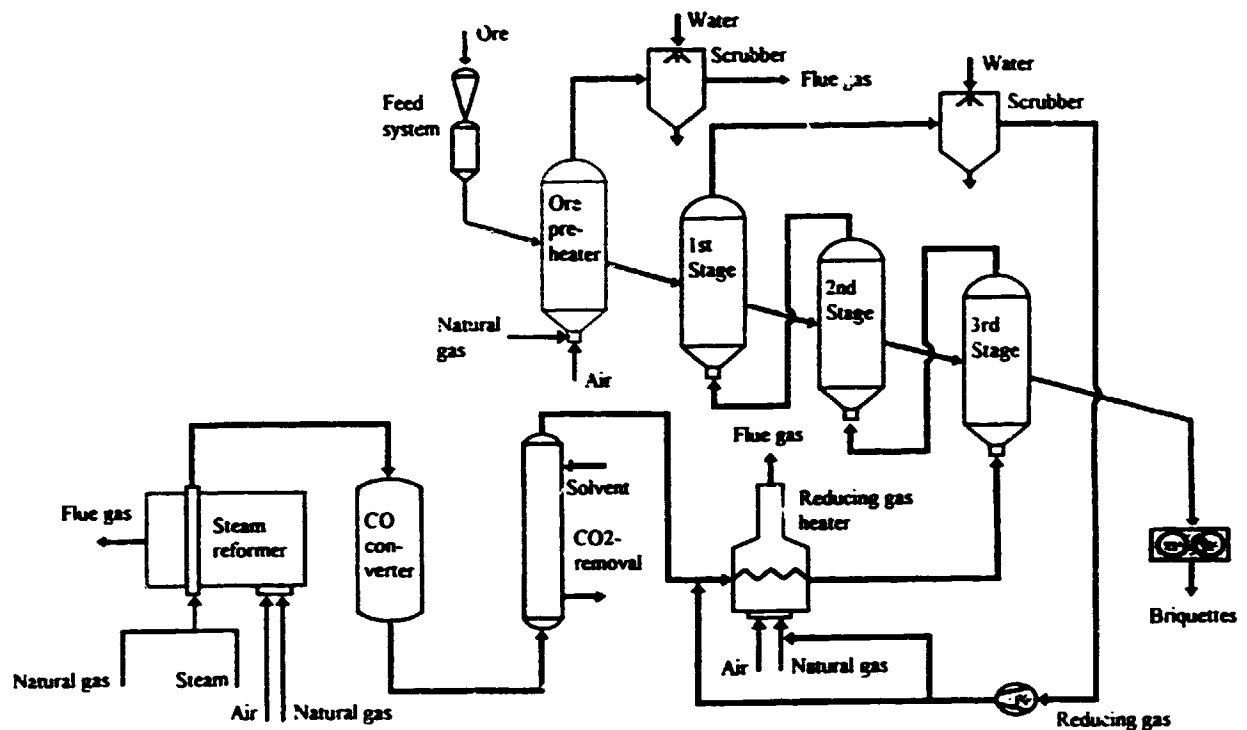 Ore
Water
Scrubber
Flue gas
Water
Scrubber
Feed
system
Ore
pre-
heater
1st
Stage
2nd
Stage
3rd
Stage
Natural
gas
Air
Flue gas
Solvent
Reducing gas
heater
Flue gas
Steam
reformer
CO
con-
verter
CO2-
removal
Briquettes
Air
Natural gas
Natural gas
Steam
Air
Natural gas
Reducing gas